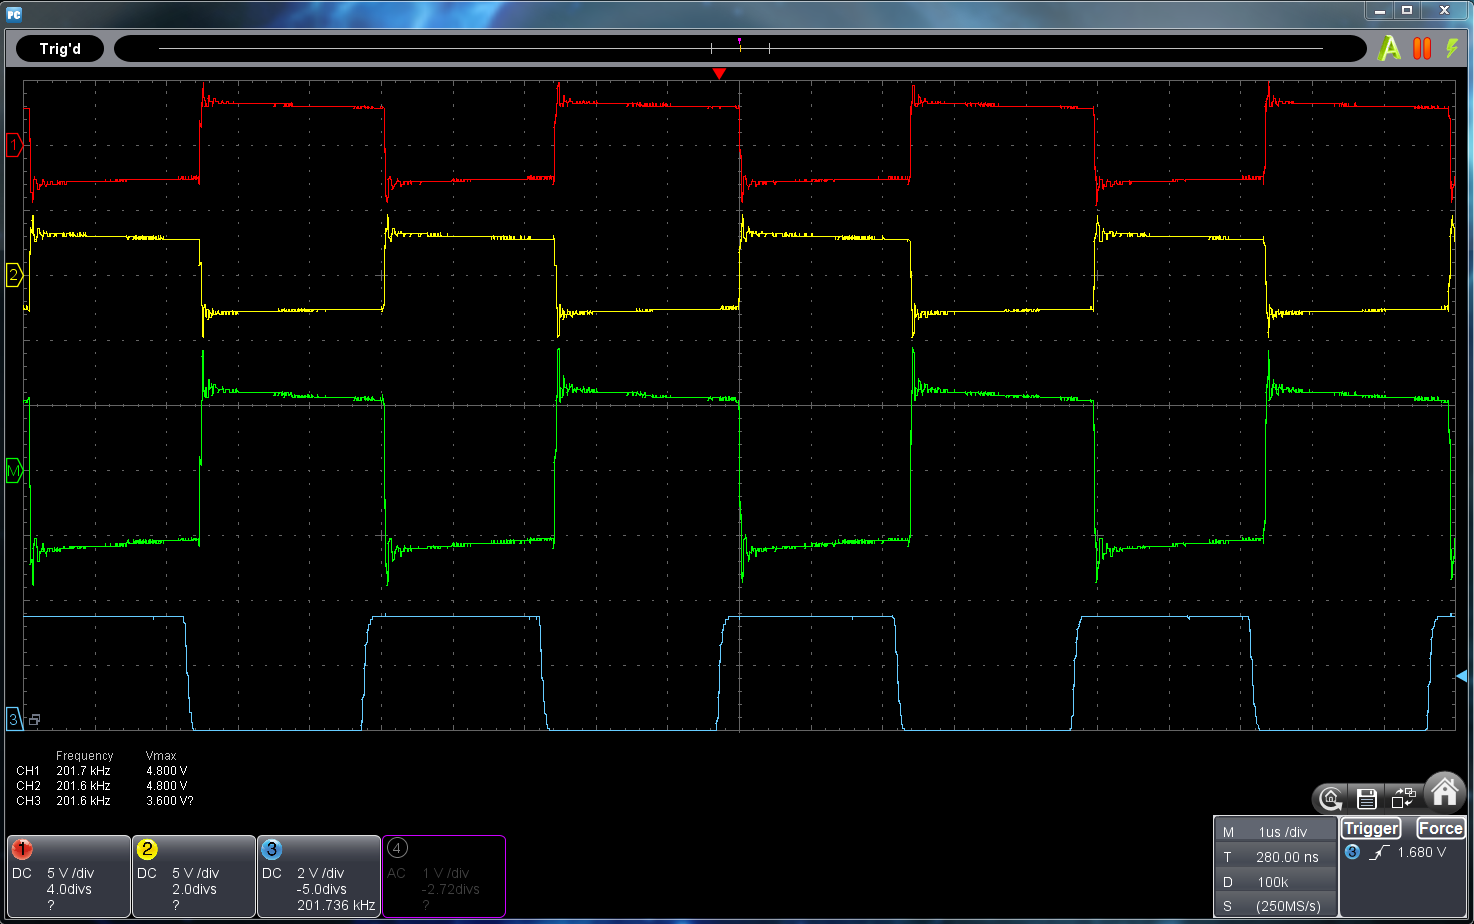 PC
Trig'd
A
1
2
M
3
Frequency Vmax
CH1 201.7 kHz 4.800 V
CH2 201.6 kHz 4.800 V
CH3 201.6 kHz 3.600 V?
1
DC 5 V /div
4.0divs
?
2
DC 5 V /div
2.0divs
?
3
DC 2 V /div
-5.0divs
201.736 kHz
4
AC 1 V /div
-2.72divs
?
M 1us /div
T 280.00 ns
D 100k
S (250MS/s)
Trigger Force
3 1.680 V